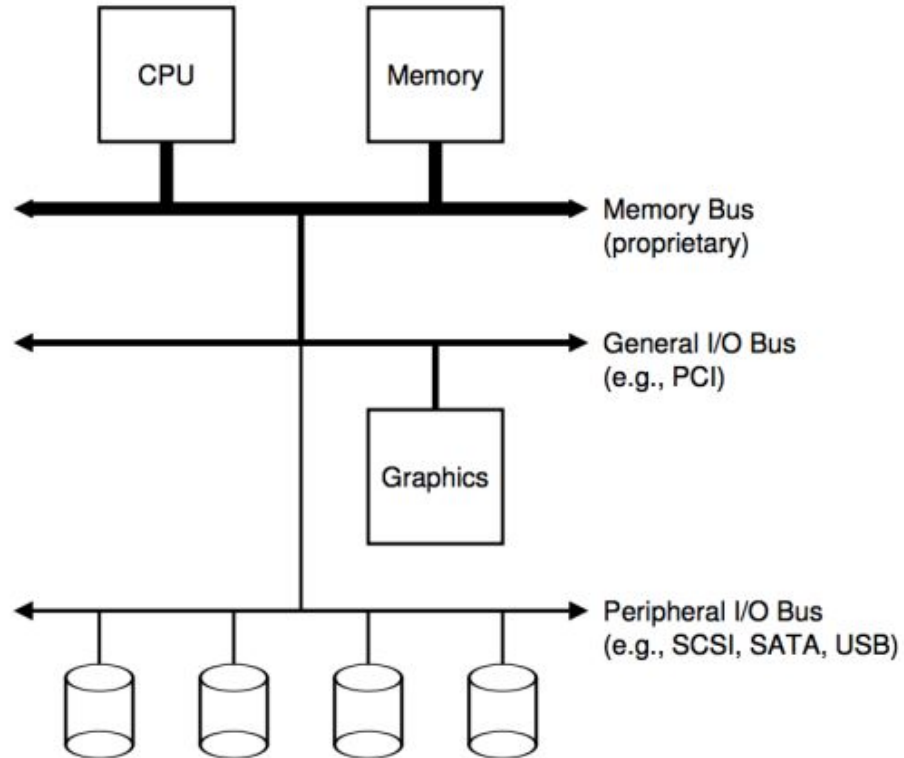 CPU
Memory
Memory Bus
(proprietary)
General I/O Bus
(e.g., PCI)
Graphics
Peripheral I/O Bus
(e.g., SCSI, SATA, USB)